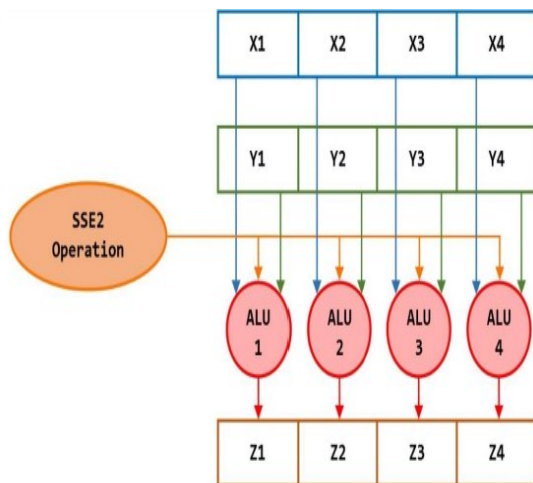 X1 X2 X3 X4
Y1 Y2 Y3 Y4
SSE2
Operation
ALU ALU ALU ALU
1 2 3 4
Z1 Z2 Z3 Z4